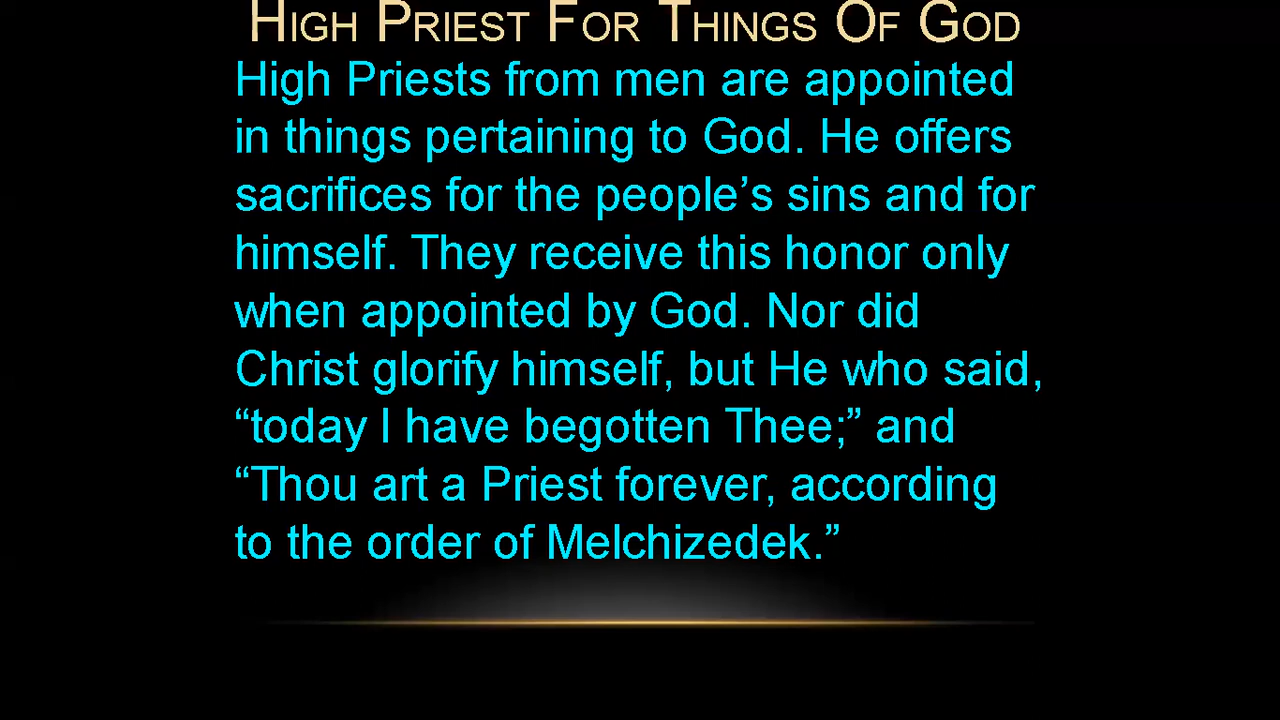 High Priest For Things Of God
High Priests from men are appointed
in things pertaining to God. He offers
sacrifices for the people’s sins and for
himself. They receive this honor only
when appointed by God. Nor did
Christ glorify himself, but He who said,
“today I have begotten Thee;” and
“Thou art a Priest forever, according
to the order of Melchizedek.”